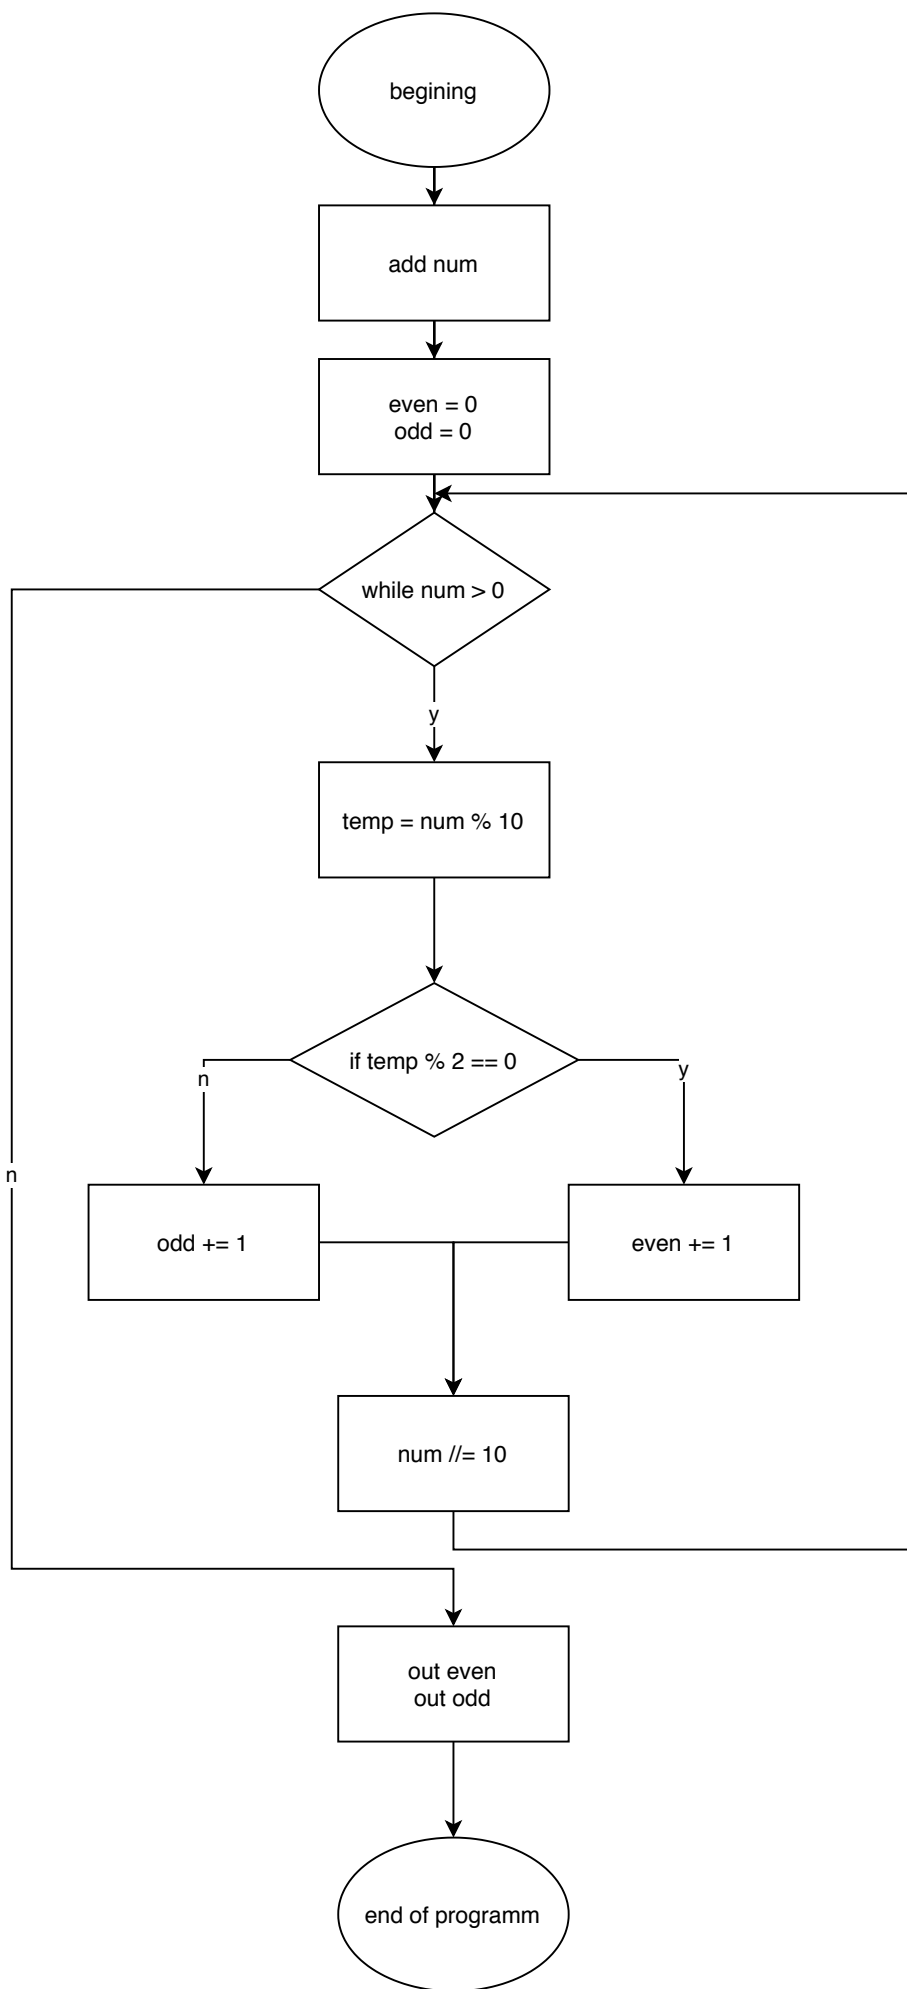 begining
add num
even = 0
odd = 0
while num > 0
y
temp = num % 10
if temp % 2 == 0
n
y
n
odd += 1
even += 1
num //= 10
out even
out odd
end of programm